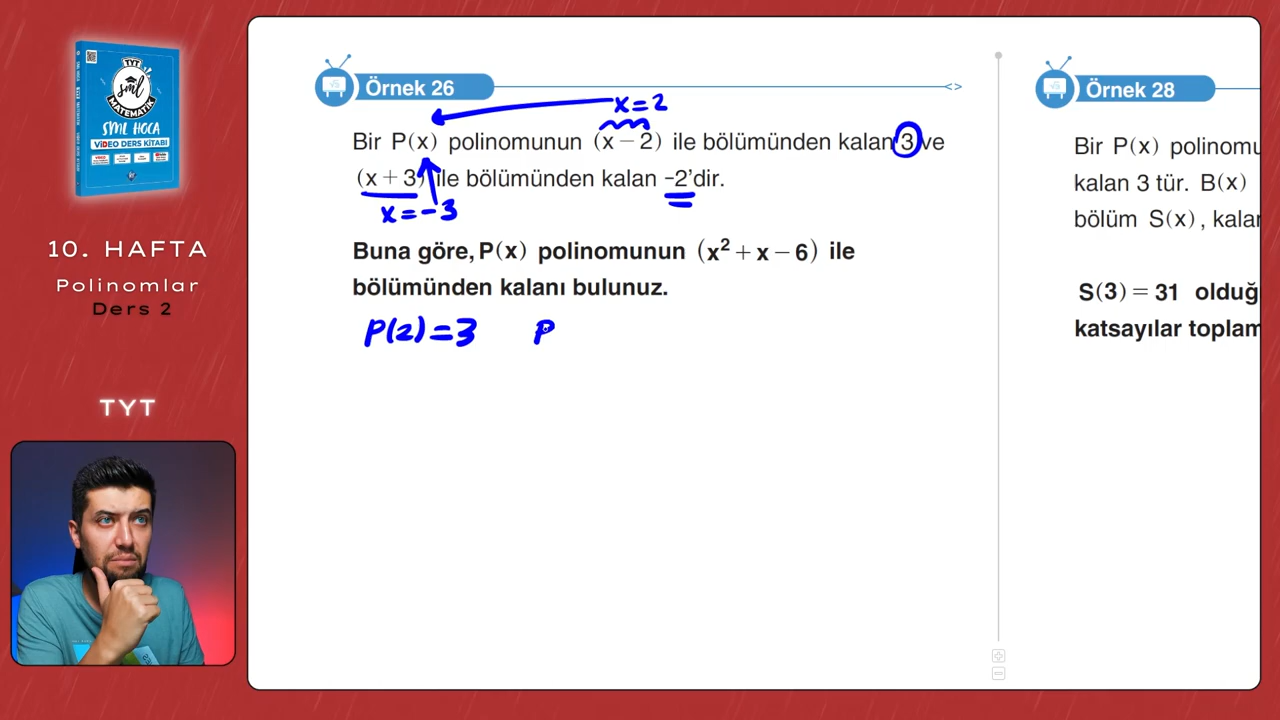 TYT
sml
MATEMATİK
SML HOCA
VİDEO DERS KİTABI
10. HAFTA
Polinomlar
Ders 2
TYT
Örnek 26
x=2
Bir P(x) polinomunun (x − 2) ile bölümünden kalan 3 ve
(x + 3) ile bölümünden kalan -2'dir.
x=-3
Buna göre, P(x) polinomunun (x² + x − 6) ile
bölümünden kalanı bulunuz.
P(2)=3 P
Örnek 28
Bir P(x) polinomu
kalan 3 tür. B(x)
bölüm S(x), kalan
S(3) = 31 olduğ
katsayılar toplam